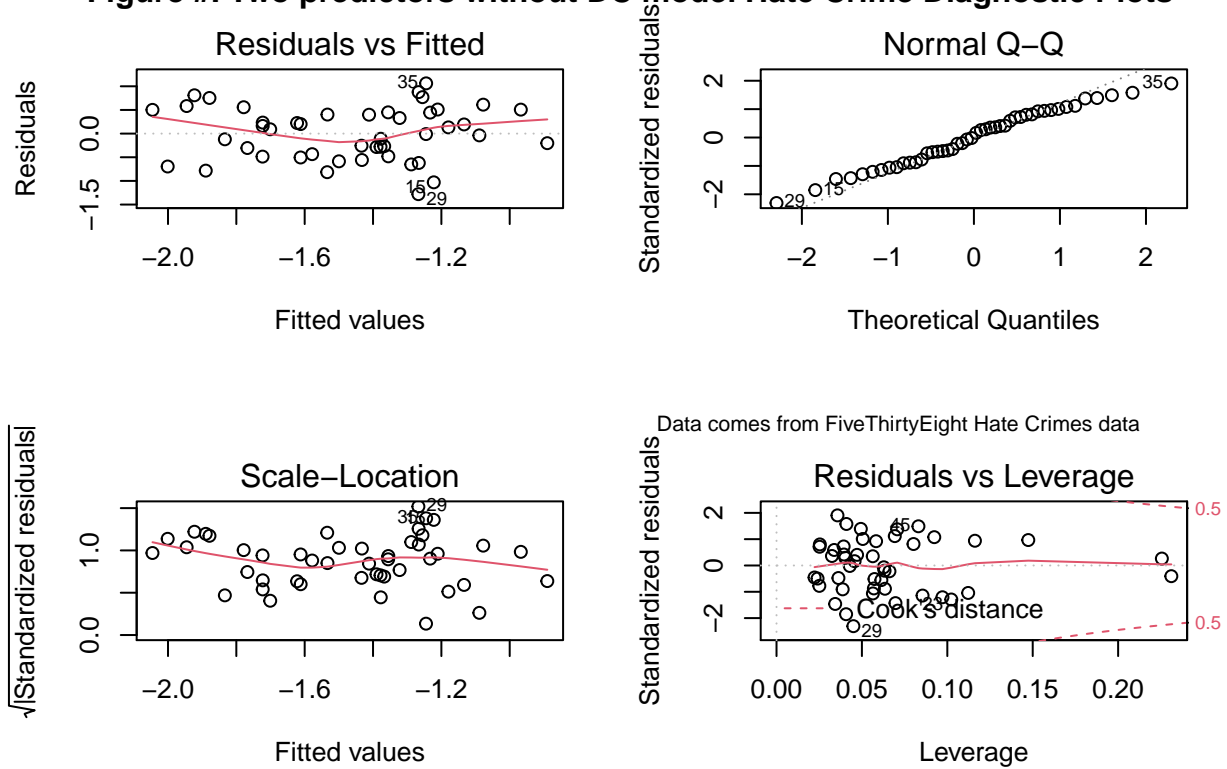 Figure #: Two predictors without DC model Hate Crime Diagnostic Plots
Residuals vs Fitted
Residuals
0.0
−1.5
35
15
29
−2.0 −1.6 −1.2
Fitted values
Normal Q−Q
Standardized residuals
2
0
−2
35
15
29
−2 −1 0 1 2
Theoretical Quantiles
Data comes from FiveThirtyEight Hate Crimes data
Scale−Location
√|Standardized residuals|
1.0
0.0
29
35
−2.0 −1.6 −1.2
Fitted values
Residuals vs Leverage
Standardized residuals
2
0
−2
0.5
45
23
Cook's distance
29
0.5
0.00 0.05 0.10 0.15 0.20
Leverage